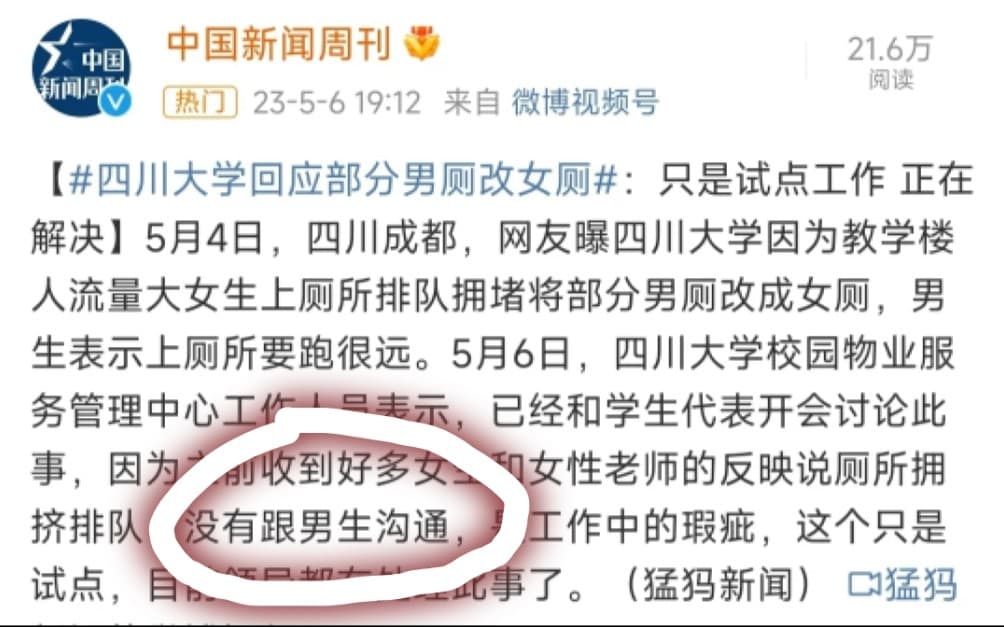 中国新闻周刊
21.6万
阅读
中国
新闻周刊
热门 23-5-6 19:12 来自 微博视频号
【#四川大学回应部分男厕改女厕#：只是试点工作 正在
解决】5月4日，四川成都，网友曝四川大学因为教学楼
人流量大女生上厕所排队拥堵将部分男厕改成女厕，男
生表示上厕所要跑很远。5月6日，四川大学校园物业服
务管理中心工作人员表示，已经和学生代表开会讨论此
事，因为之前收到好多女生和女性老师的反映说厕所拥
挤排队 没有跟男生沟通，是工作中的瑕疵，这个只是
试点，目前领导都在处理此事了。（猛犸新闻） 猛犸